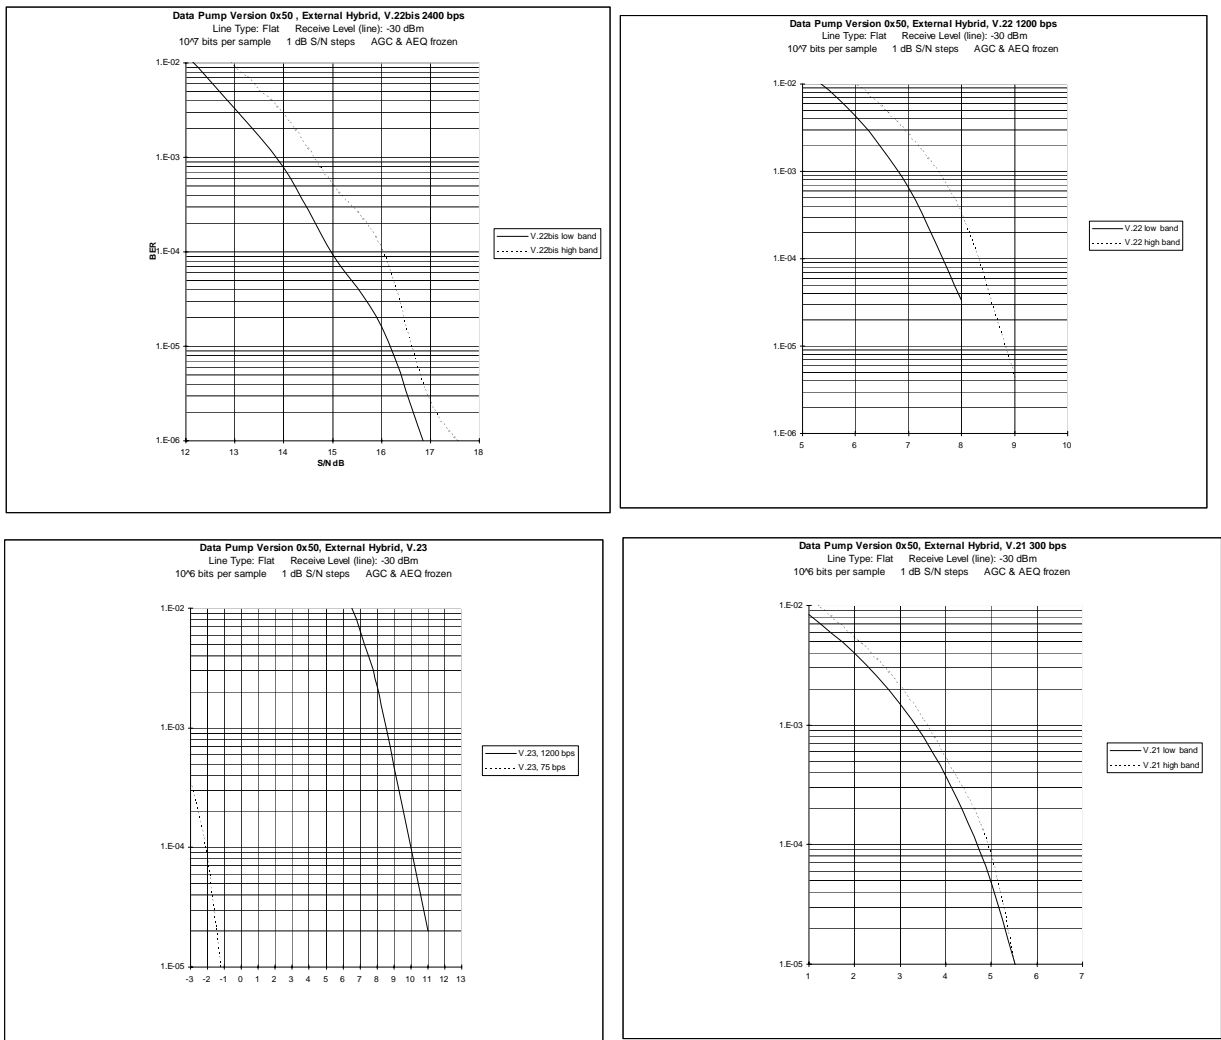 Data Pump Version 0x50 , External Hybrid, V.22bis 2400 bps
Line Type: Flat Receive Level (line): -30 dBm
10^7 bits per sample 1 dB S/N steps AGC & AEQ frozen
1.E-02
1.E-03
1.E-04
1.E-05
1.E-06
BER
12 13 14 15 16 17 18
S/N dB
V.22bis low band
V.22bis high band
Data Pump Version 0x50, External Hybrid, V.22 1200 bps
Line Type: Flat Receive Level (line): -30 dBm
10^7 bits per sample 1 dB S/N steps AGC & AEQ frozen
1.E-02
1.E-03
1.E-04
1.E-05
1.E-06
5 6 7 8 9 10
V.22 low band
V.22 high band
Data Pump Version 0x50, External Hybrid, V.23
Line Type: Flat Receive Level (line): -30 dBm
10^6 bits per sample 1 dB S/N steps AGC & AEQ frozen
1.E-02
1.E-03
1.E-04
1.E-05
-3 -2 -1 0 1 2 3 4 5 6 7 8 9 10 11 12 13
V.23, 1200 bps
V.23, 75 bps
Data Pump Version 0x50, External Hybrid, V.21 300 bps
Line Type: Flat Receive Level (line): -30 dBm
10^6 bits per sample 1 dB S/N steps AGC & AEQ frozen
1.E-02
1.E-03
1.E-04
1.E-05
1 2 3 4 5 6 7
V.21 low band
V.21 high band